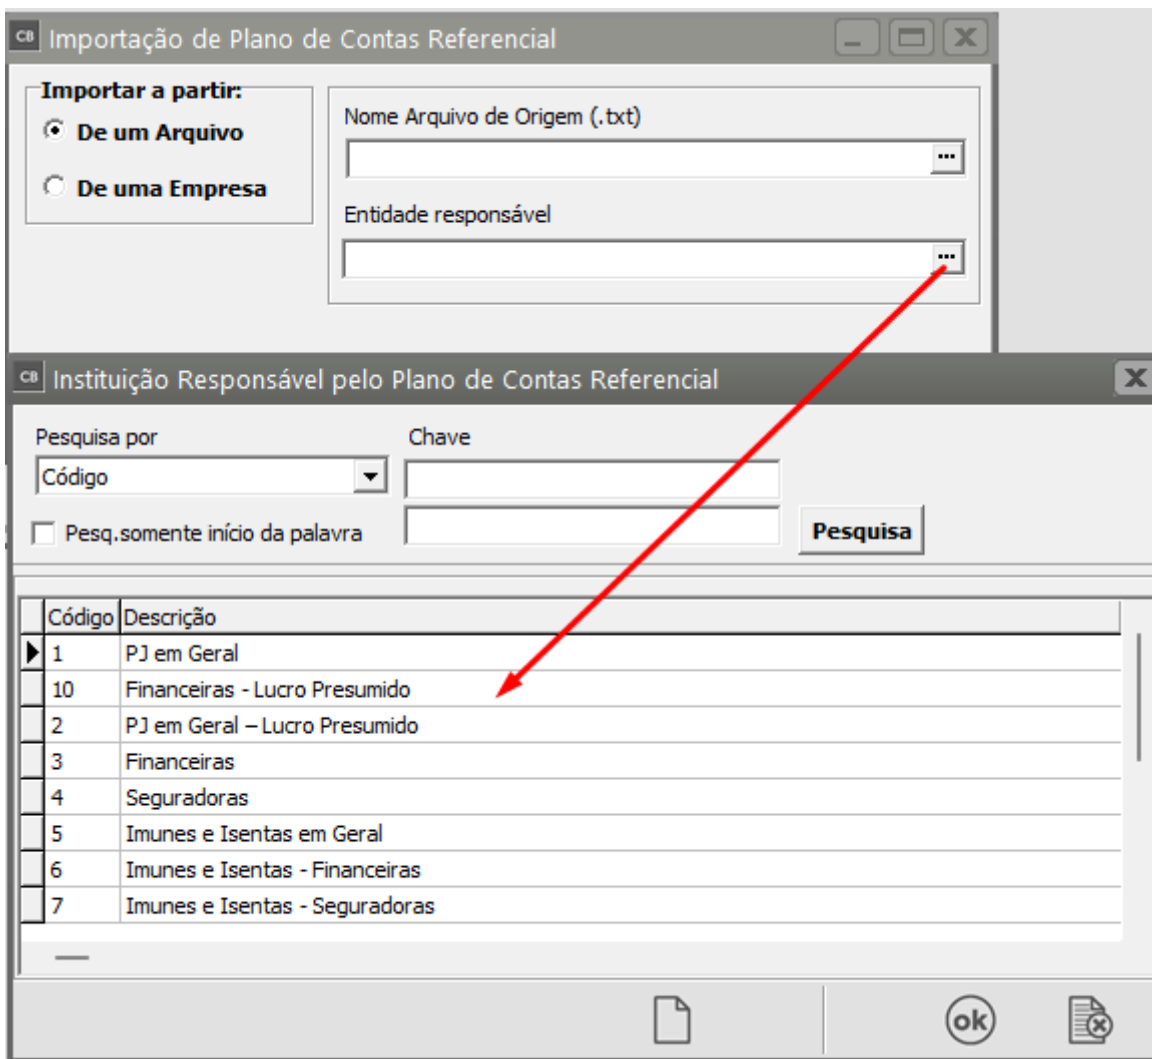 CB Importação de Plano de Contas Referencial
Importar a partir:
De um Arquivo
De uma Empresa
Nome Arquivo de Origem (.txt)
...
Entidade responsável
...
CB Instituição Responsável pelo Plano de Contas Referencial
Pesquisa por
Chave
Código
Pesq.somente início da palavra
Pesquisa
Código Descrição
1 PJ em Geral
10 Financeiras - Lucro Presumido
2 PJ em Geral – Lucro Presumido
3 Financeiras
4 Seguradoras
5 Imunes e Isentas em Geral
6 Imunes e Isentas - Financeiras
7 Imunes e Isentas - Seguradoras
ok